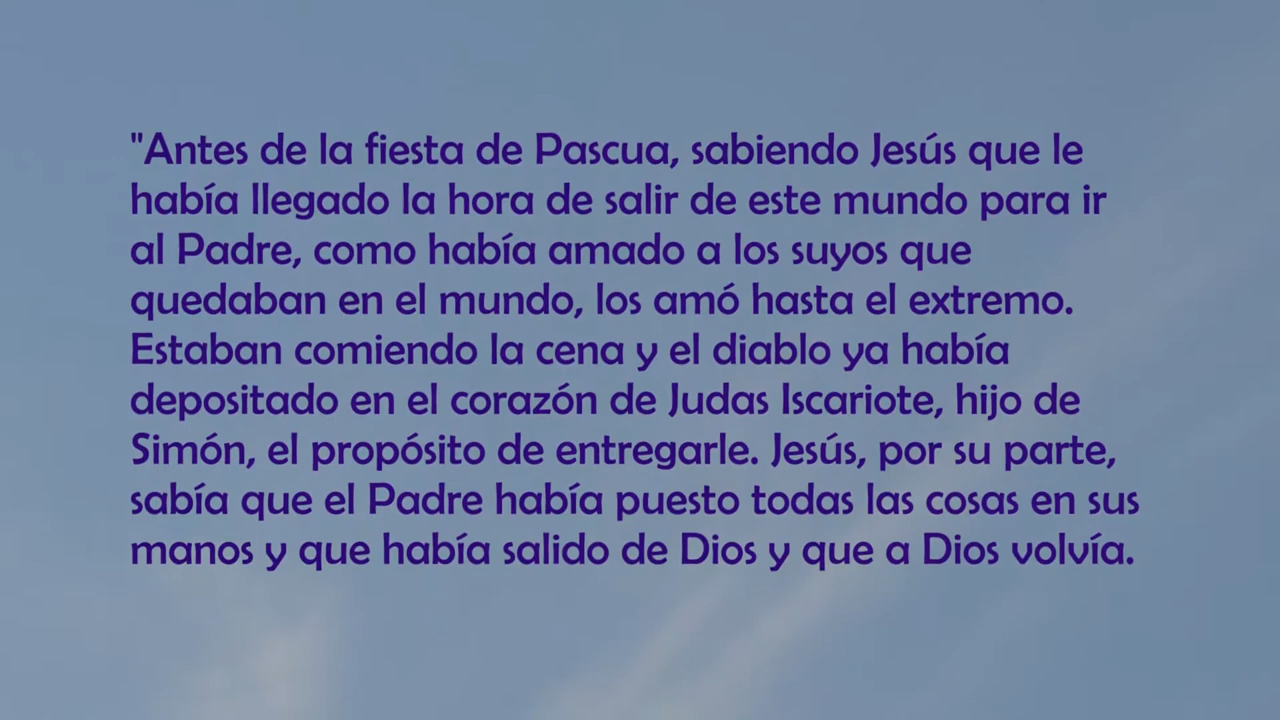 "Antes de la fiesta de Pascua, sabiendo Jesús que le
había llegado la hora de salir de este mundo para ir
al Padre, como había amado a los suyos que
quedaban en el mundo, los amó hasta el extremo.
Estaban comiendo la cena y el diablo ya había
depositado en el corazón de Judas Iscariote, hijo de
Simón, el propósito de entregarle. Jesús, por su parte,
sabía que el Padre había puesto todas las cosas en sus
manos y que había salido de Dios y que a Dios volvía.